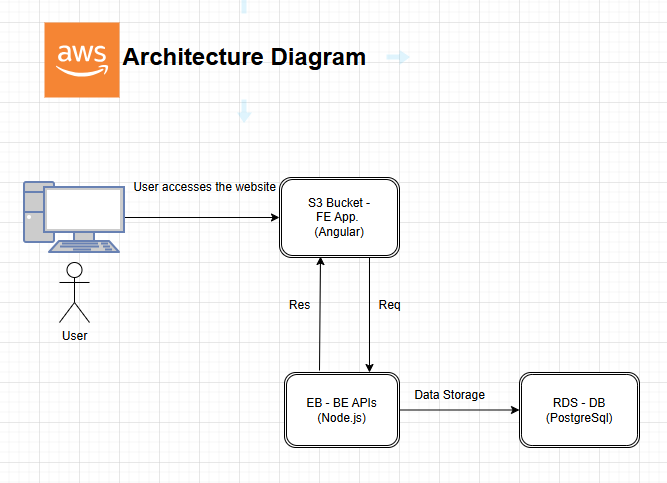 aws
Architecture Diagram
User accesses the website
S3 Bucket -
FE App.
(Angular)
User
Res
Req
EB - BE APIs
(Node.js)
Data Storage
RDS - DB
(PostgreSql)